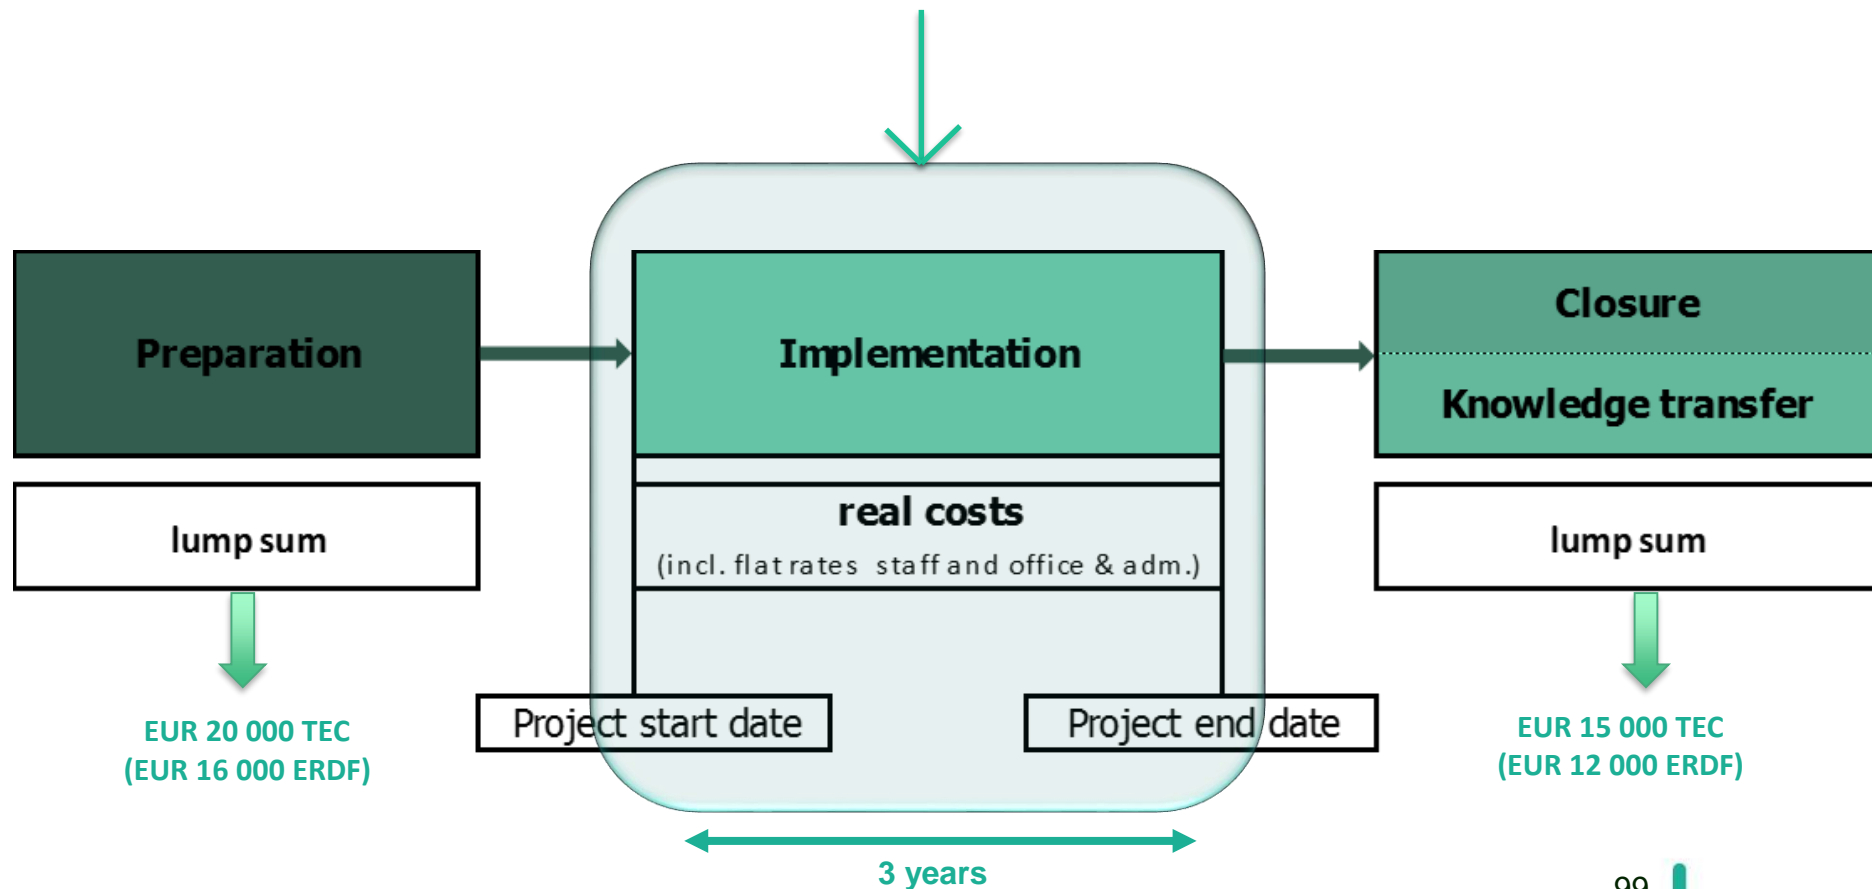 Preparation
Implementation
Closure
Knowledge transfer
lump sum
real costs
(incl. flat rates staff and office & adm.)
lump sum
Project start date
Project end date
EUR 20 000 TEC
(EUR 16 000 ERDF)
EUR 15 000 TEC
(EUR 12 000 ERDF)
3 years
99